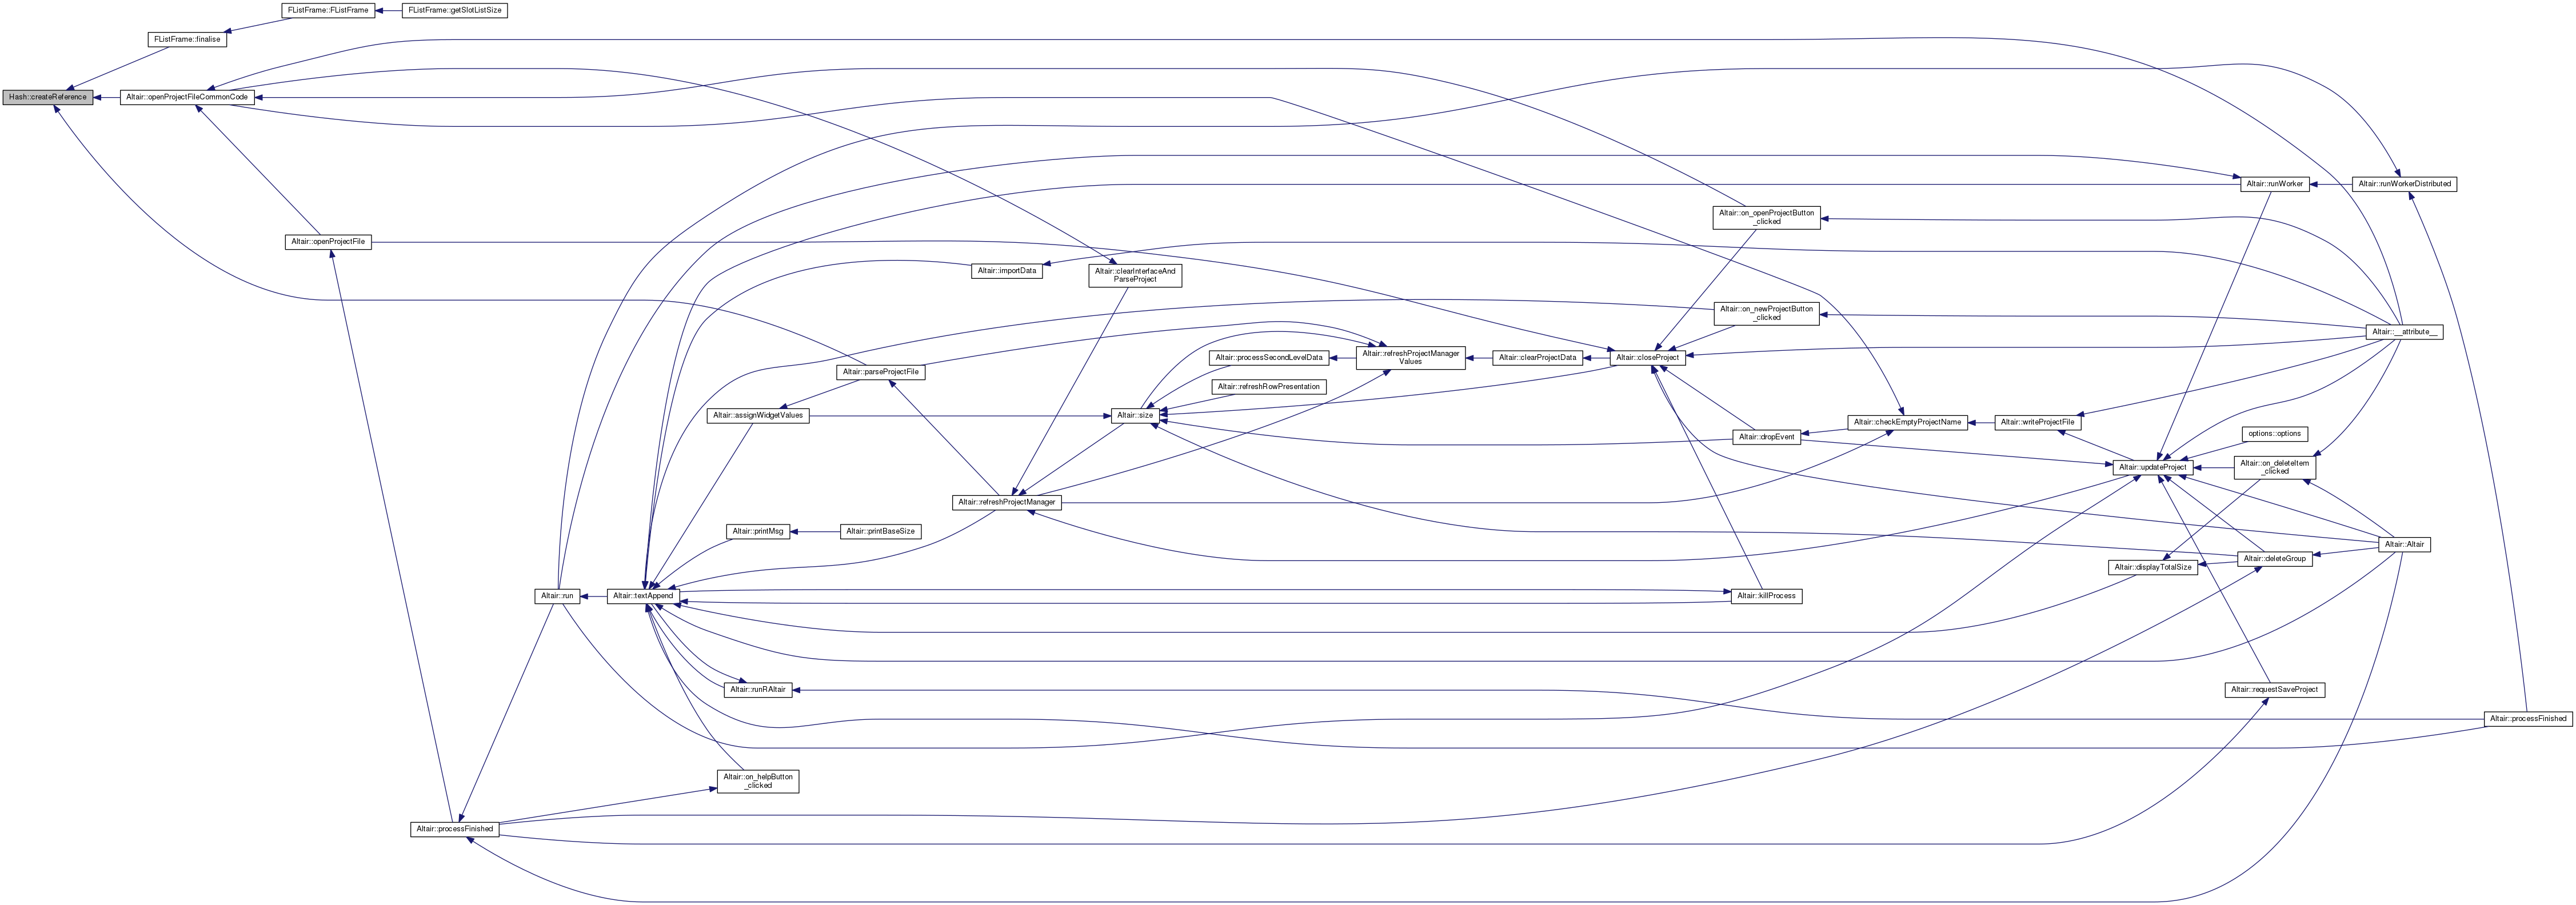 FListFrame::FListFrame
FListFrame::getSlotListSize
FListFrame::finalise
Hash::createReference
Altair::openProjectFileCommonCode
Altair::runWorker
Altair::runWorkerDistributed
Altair::on_openProjectButton
_clicked
Altair::openProjectFile
Altair::importData
Altair::clearInterfaceAnd
ParseProject
Altair::on_newProjectButton
_clicked
Altair::__attribute__
Altair::processSecondLevelData
Altair::refreshProjectManager
Values
Altair::clearProjectData
Altair::closeProject
Altair::parseProjectFile
Altair::refreshRowPresentation
Altair::assignWidgetValues
Altair::size
Altair::checkEmptyProjectName
Altair::writeProjectFile
Altair::dropEvent
options::options
Altair::updateProject
Altair::on_deleteItem
_clicked
Altair::refreshProjectManager
Altair::printMsg
Altair::printBaseSize
Altair::Altair
Altair::deleteGroup
Altair::displayTotalSize
Altair::run
Altair::textAppend
Altair::killProcess
Altair::runRAltair
Altair::requestSaveProject
Altair::processFinished
Altair::on_helpButton
_clicked
Altair::processFinished